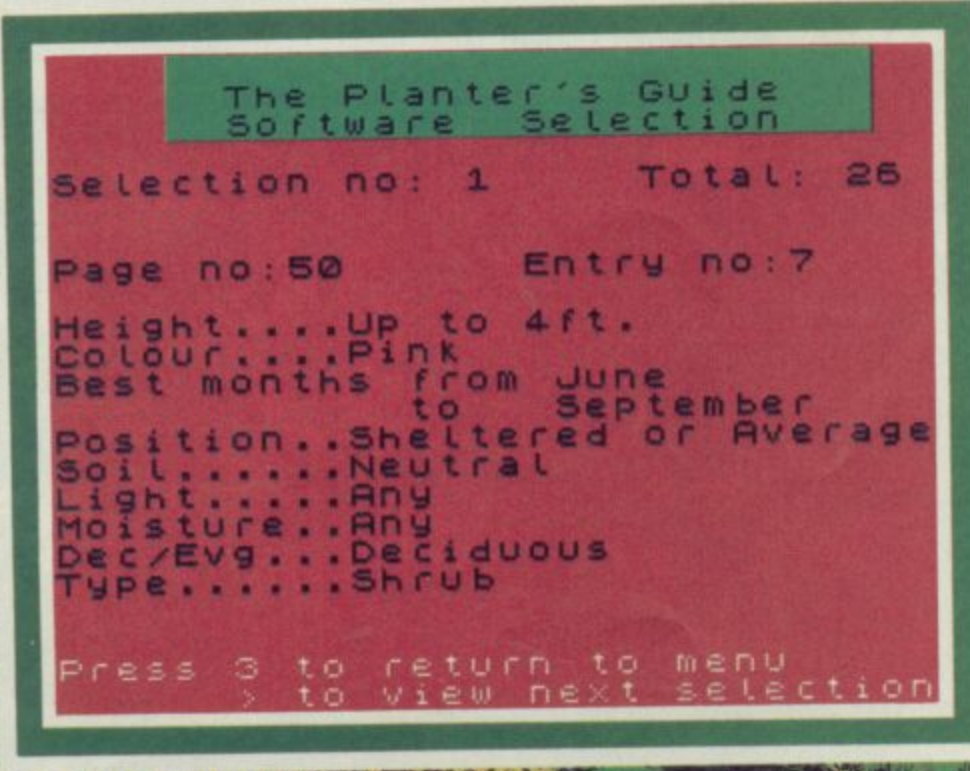 The Planter's Guide
Software Selection
Selection no: 1 Total: 26
Page no:50 Entry no:7
Height....Up to 4ft.
Colour....Pink
Best months from June
to September
Position..Sheltered or Average
Soil......Neutral
Light.....Any
Moisture..Any
Dec/Evg...Deciduous
Type......Shrub
Press 3 to return to menu
> to view next selection